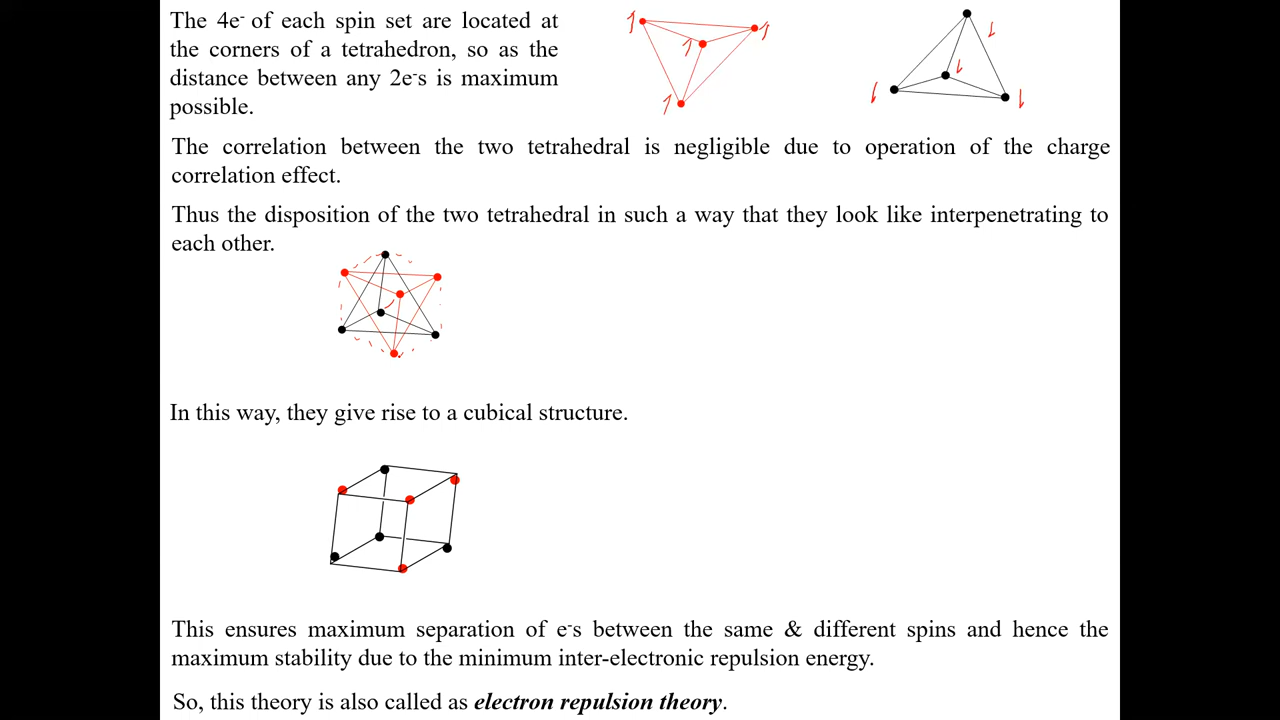 The 4e- of each spin set are located at
the corners of a tetrahedron, so as the
distance between any 2e-s is maximum
possible.
1 1 1 1
The correlation between the two tetrahedral is negligible due to operation of the charge
correlation effect.
Thus the disposition of the two tetrahedral in such a way that they look like interpenetrating to
each other.
In this way, they give rise to a cubical structure.
This ensures maximum separation of e-s between the same & different spins and hence the
maximum stability due to the minimum inter-electronic repulsion energy.
So, this theory is also called as electron repulsion theory.